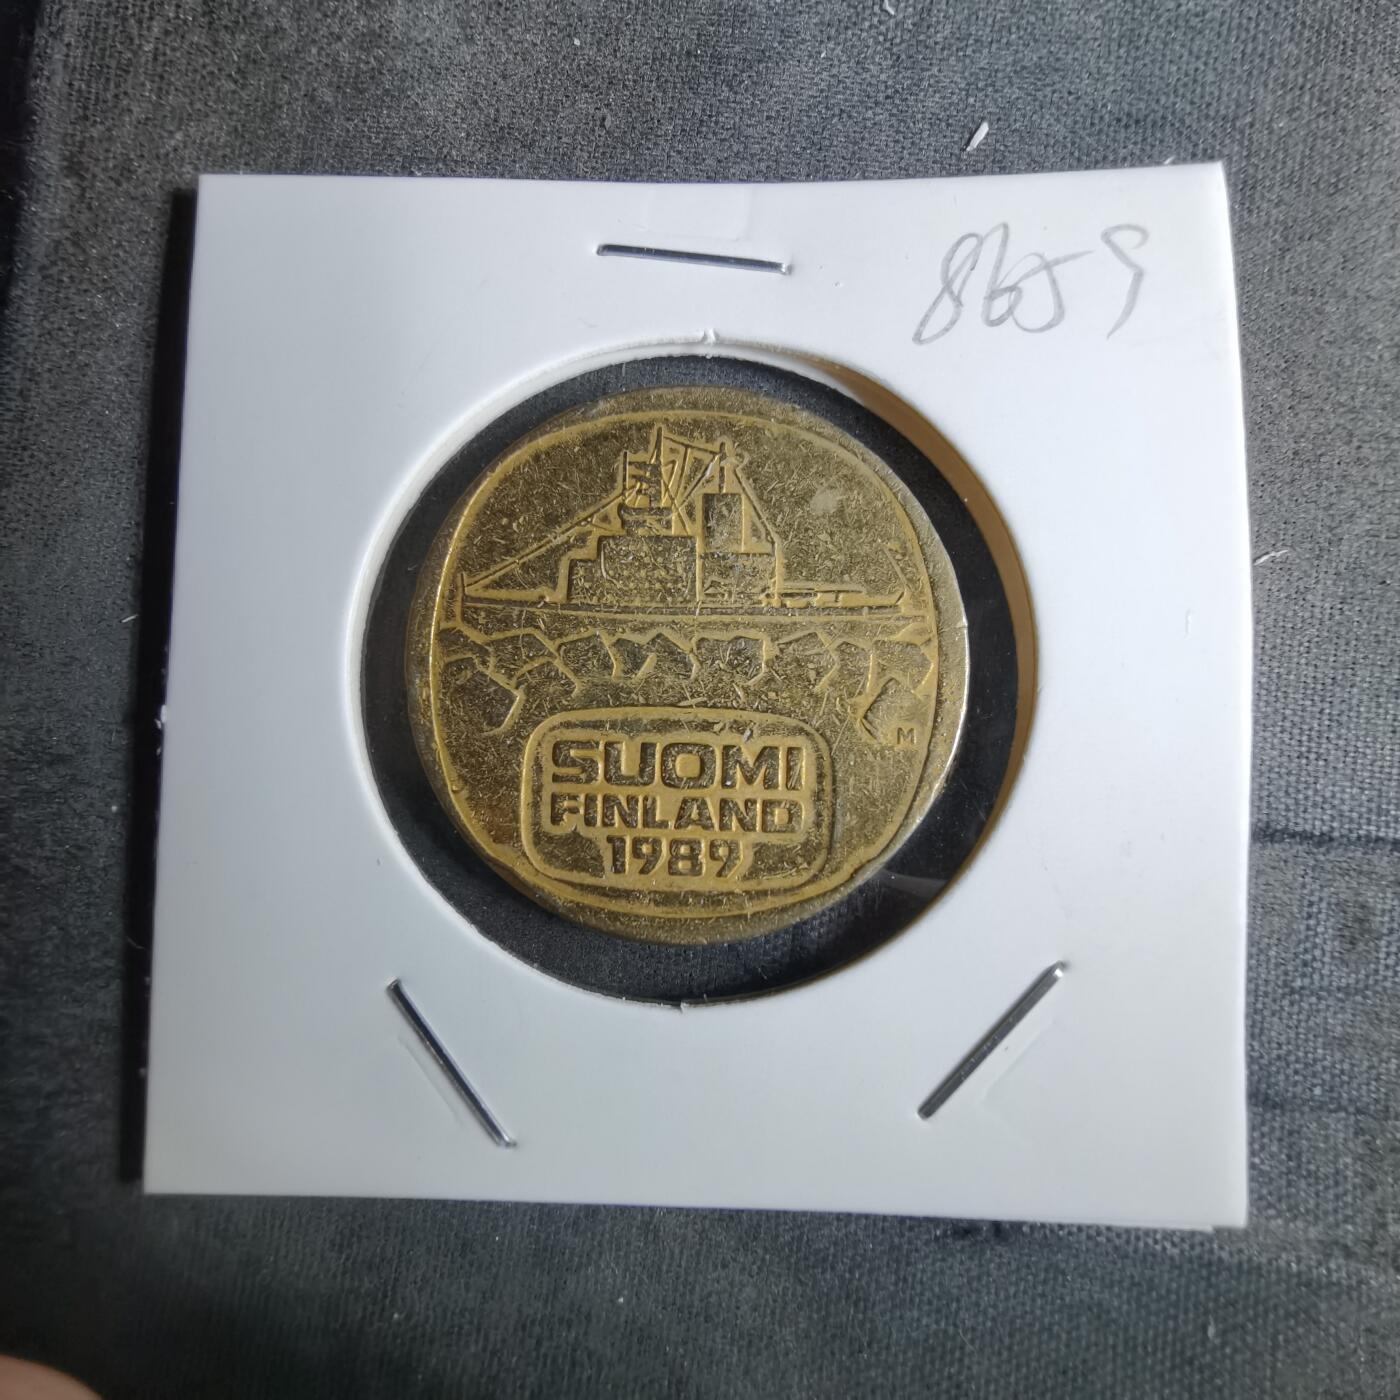 8659
M
SUOMI
FINLAND
1989